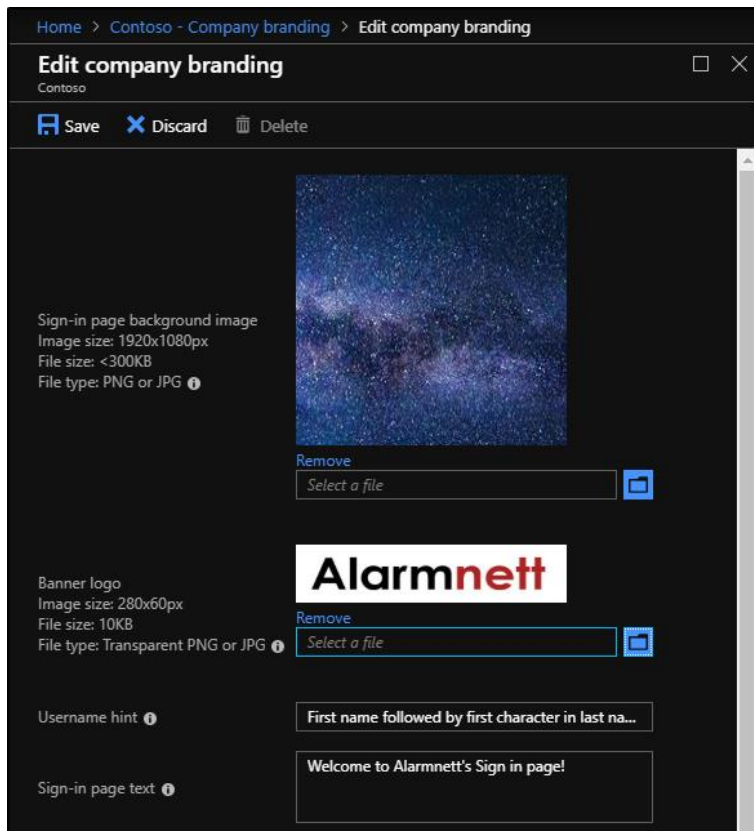 Home > Contoso - Company branding > Edit company branding
Edit company branding
Contoso
Save Discard Delete
Sign-in page background image
Image size: 1920x1080px
File size: <300KB
File type: PNG or JPG
Remove
Select a file
Alarmnett
Banner logo
Image size: 280x60px
File size: 10KB
File type: Transparent PNG or JPG
Remove
Select a file
Username hint
First name followed by first character in last na...
Sign-in page text
Welcome to Alarmnett's Sign in page!